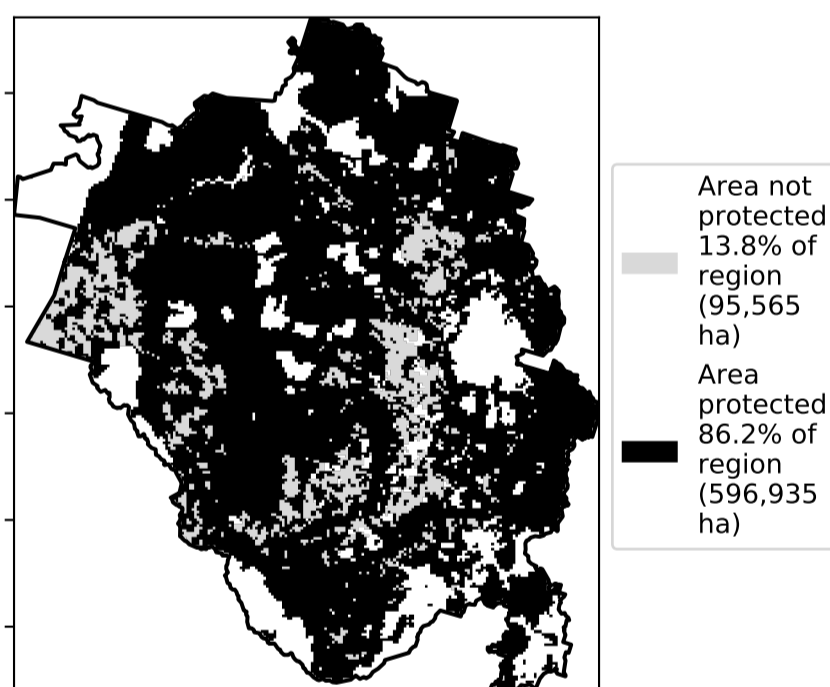 Area not
protected
13.8% of
region
(95,565
ha)
Area
protected
86.2% of
region
(596,935
ha)